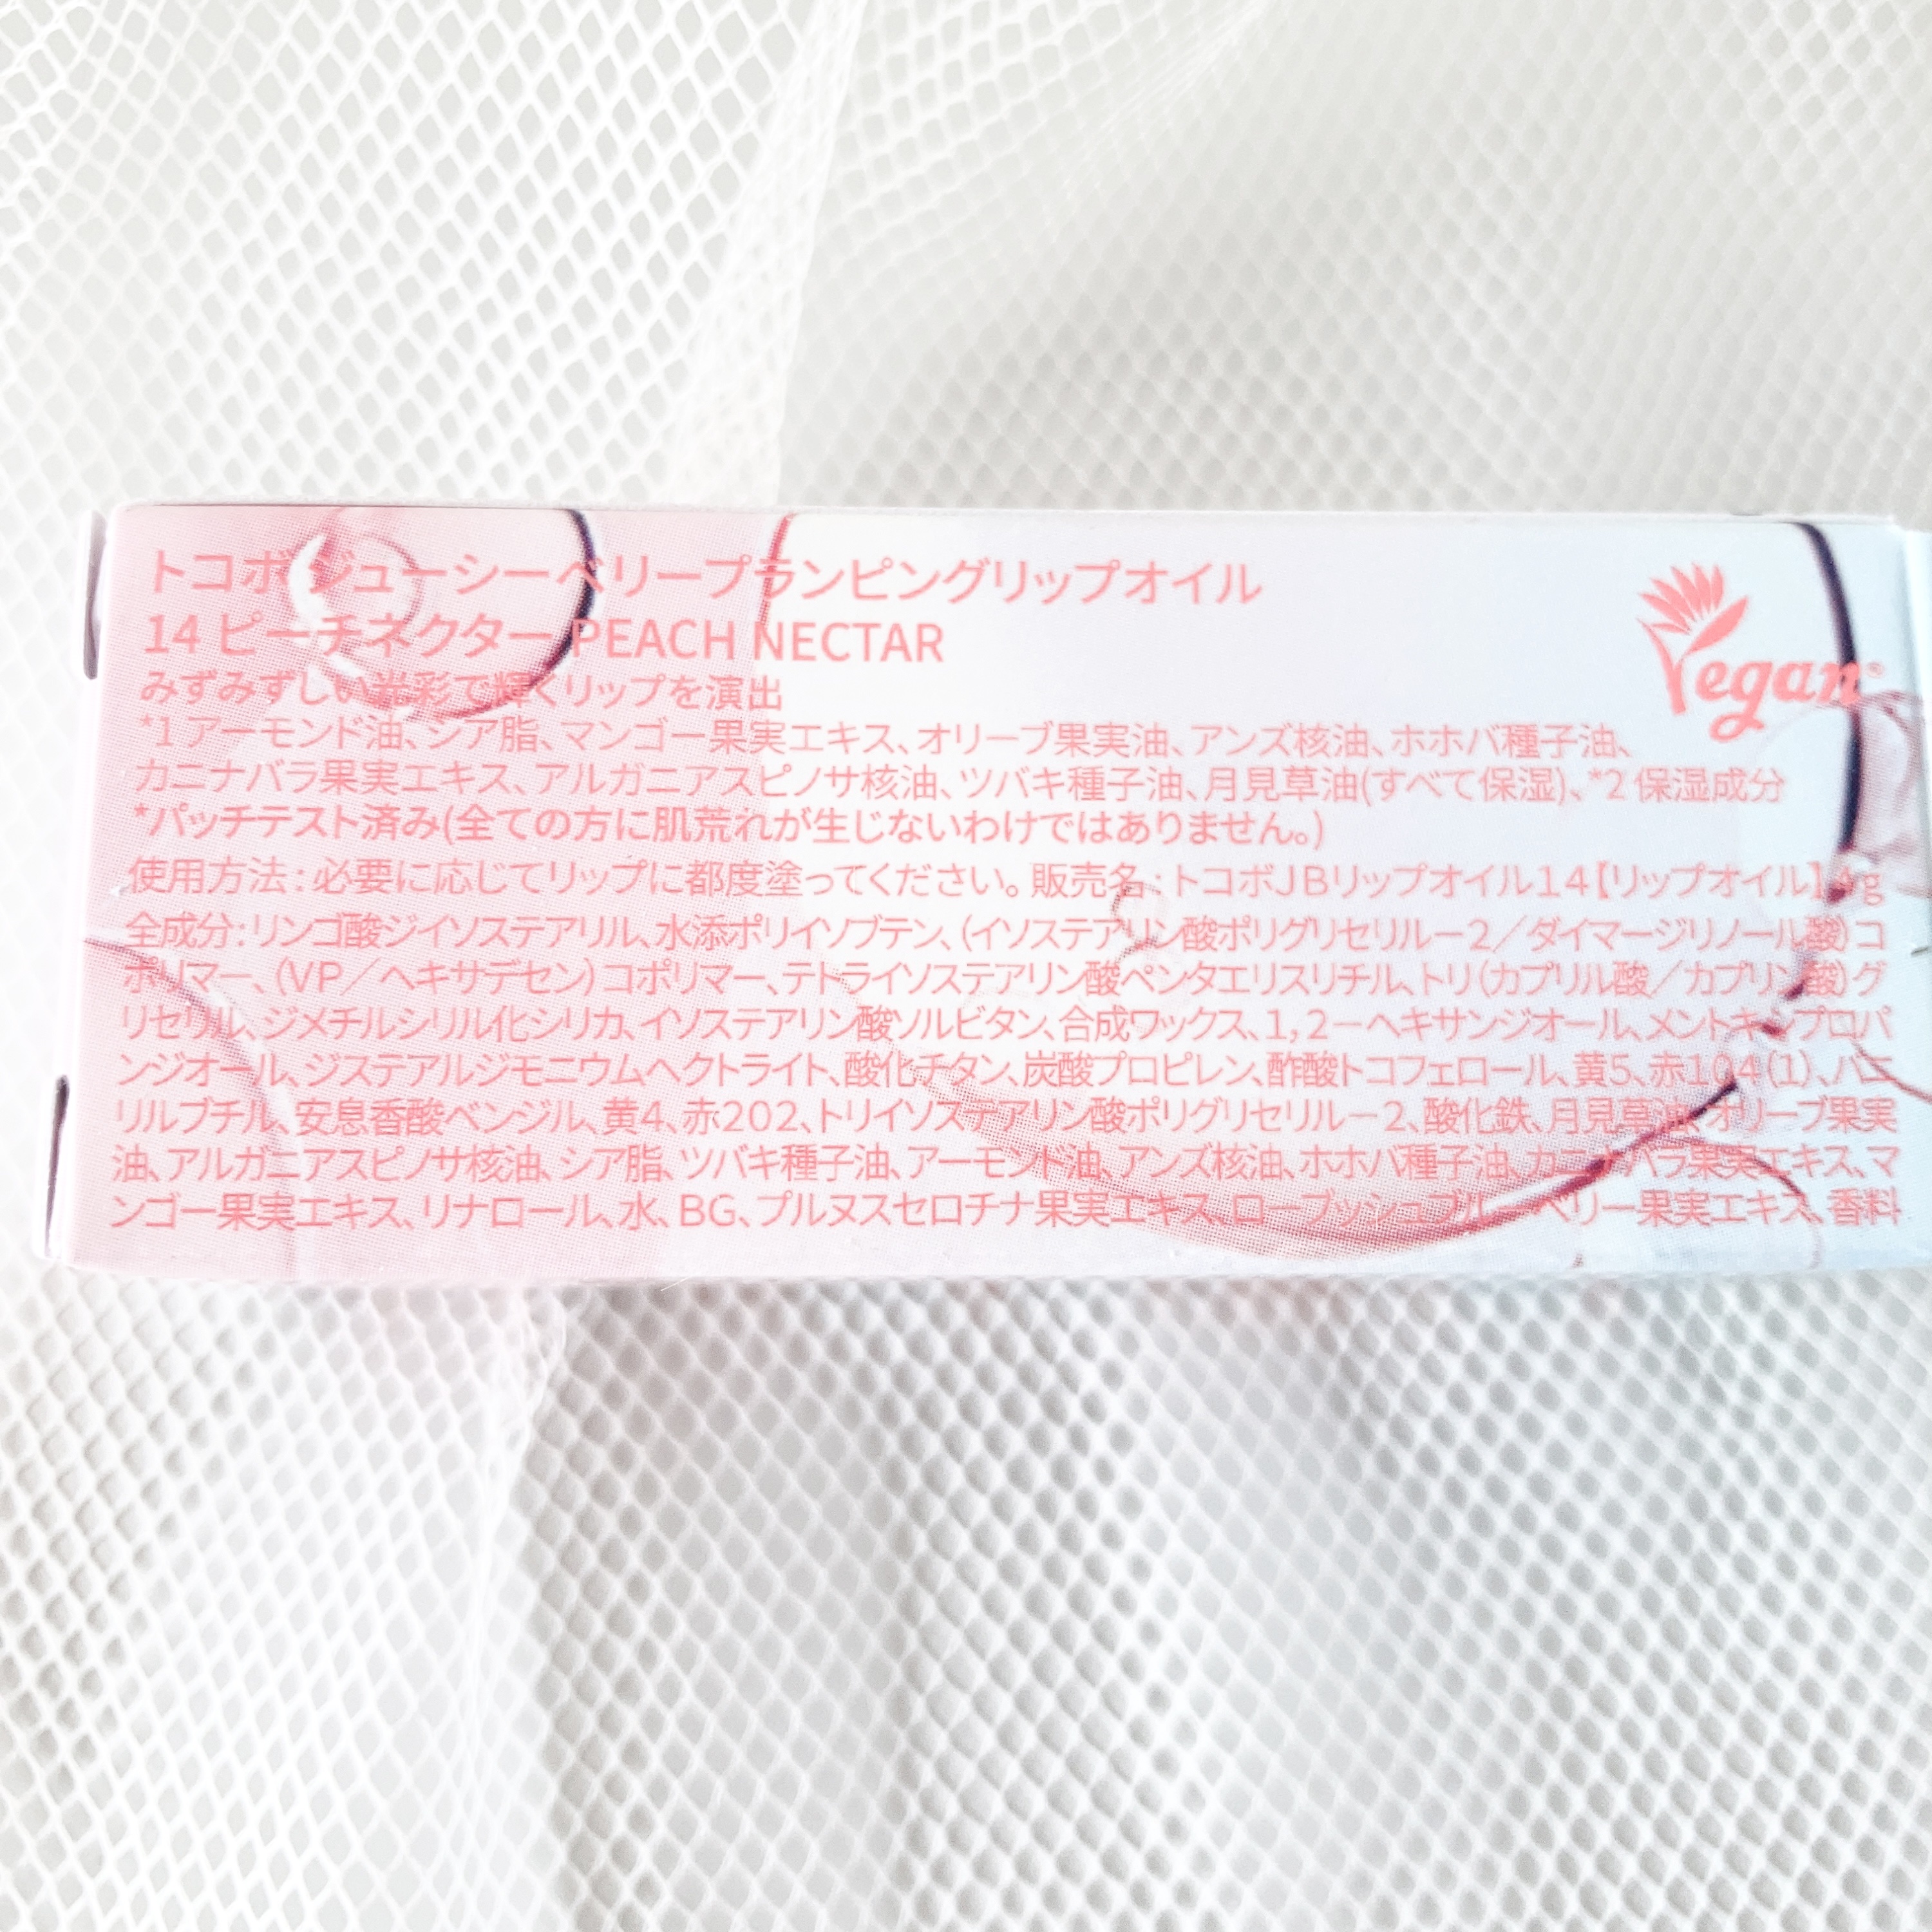 トコボ ジューシーベリープランピングリップオイル
14 ピーチネクター PEACH NECTAR
Vegan
みずみずしい光彩で輝くリップを演出
*1アーモンド油、シア脂、マンゴー果実エキス、オリーブ果実油、アンズ核油、ホホバ種子油、
カニナバラ果実エキス、アルガニアスピノサ核油、ツバキ種子油、月見草油(すべて保湿)、*2 保湿成分
*パッチテスト済み(全ての方に肌荒れが生じないわけではありません。)
使用方法:必要に応じてリップに都度塗ってください。販売名:トコボJBリップオイル14【リップオイル】4g
全成分:リンゴ酸ジイソステアリル、水添ポリイソブテン、(イソステアリン酸ポリグリセリルー2／ダイマージリノール酸)コ
ポリマー、(VP／ヘキサデセン)コポリマー、テトライソステアリン酸ペンタエリスリチル、トリ(カプリル酸／カプリン酸)グ
リセリル、ジメチルシリル化シリカ、イソステアリン酸ソルビタン、合成ワックス、1,2ーヘキサンジオール、メントキシプロパ
ンジオール、ジステアルジモニウムヘクトライト、酸化チタン、炭酸プロピレン、酢酸トコフェロール、黄5、赤104(1)、バニ
リルブチル、安息香酸ベンジル、黄4、赤202、トリイソステアリン酸ポリグリセリルー2、酸化鉄、月見草油、オリーブ果実
油、アルガニアスピノサ核油、シア脂、ツバキ種子油、アーモンド油、アンズ核油、ホホバ種子油、カニナバラ果実エキス、マ
ンゴー果実エキス、リナロール、水、BG、プルヌスセロチナ果実エキス、ローブッシュブルーベリー果実エキス、香料